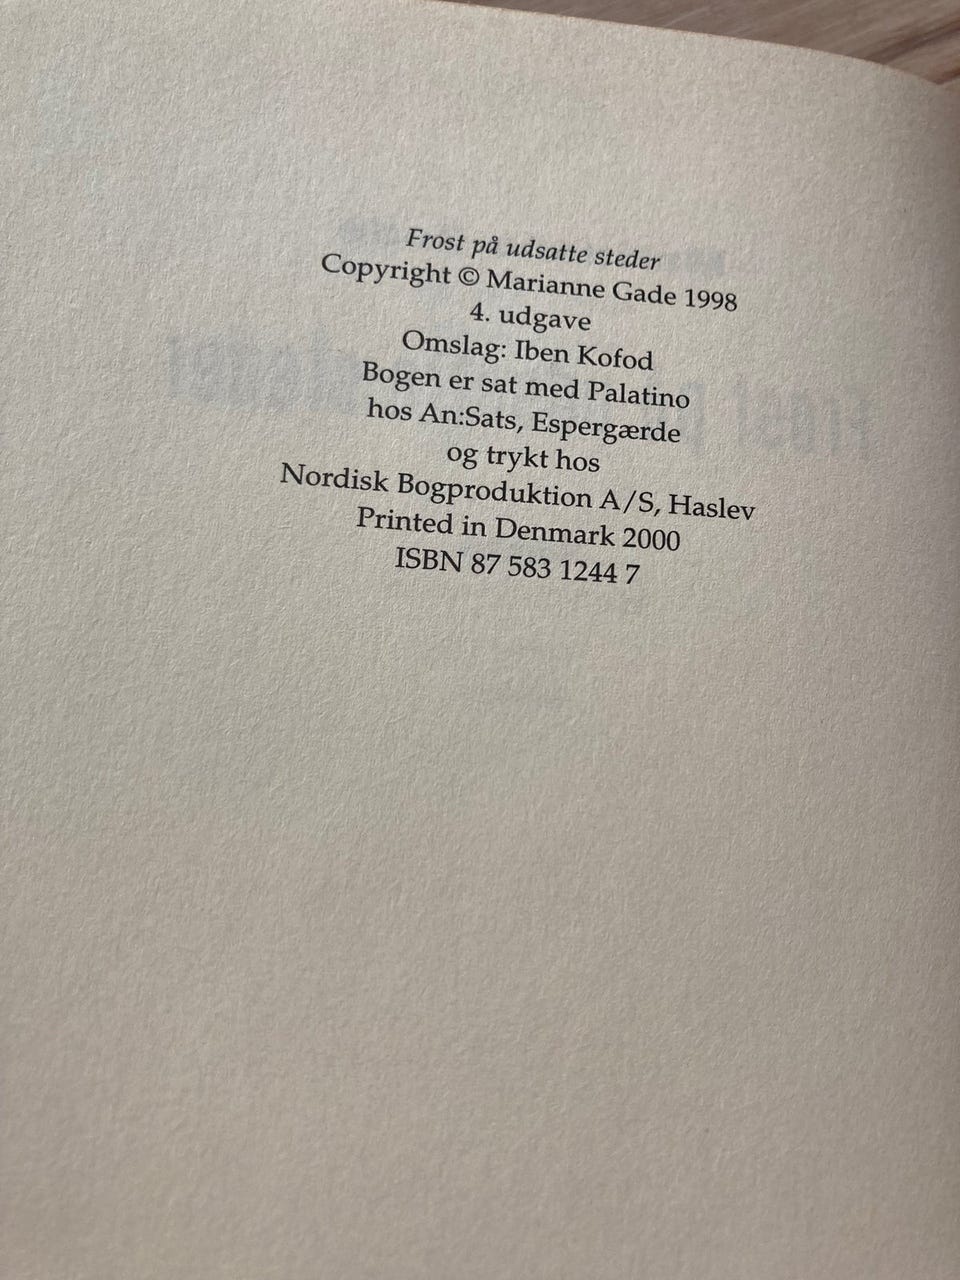 Frost på udsatte steder
Copyright © Marianne Gade 1998
4. udgave
Omslag: Iben Kofod
Bogen er sat med Palatino
hos An:Sats, Espergærde
og trykt hos
Nordisk Bogproduktion A/S, Haslev
Printed in Denmark 2000
ISBN 87 583 1244 7